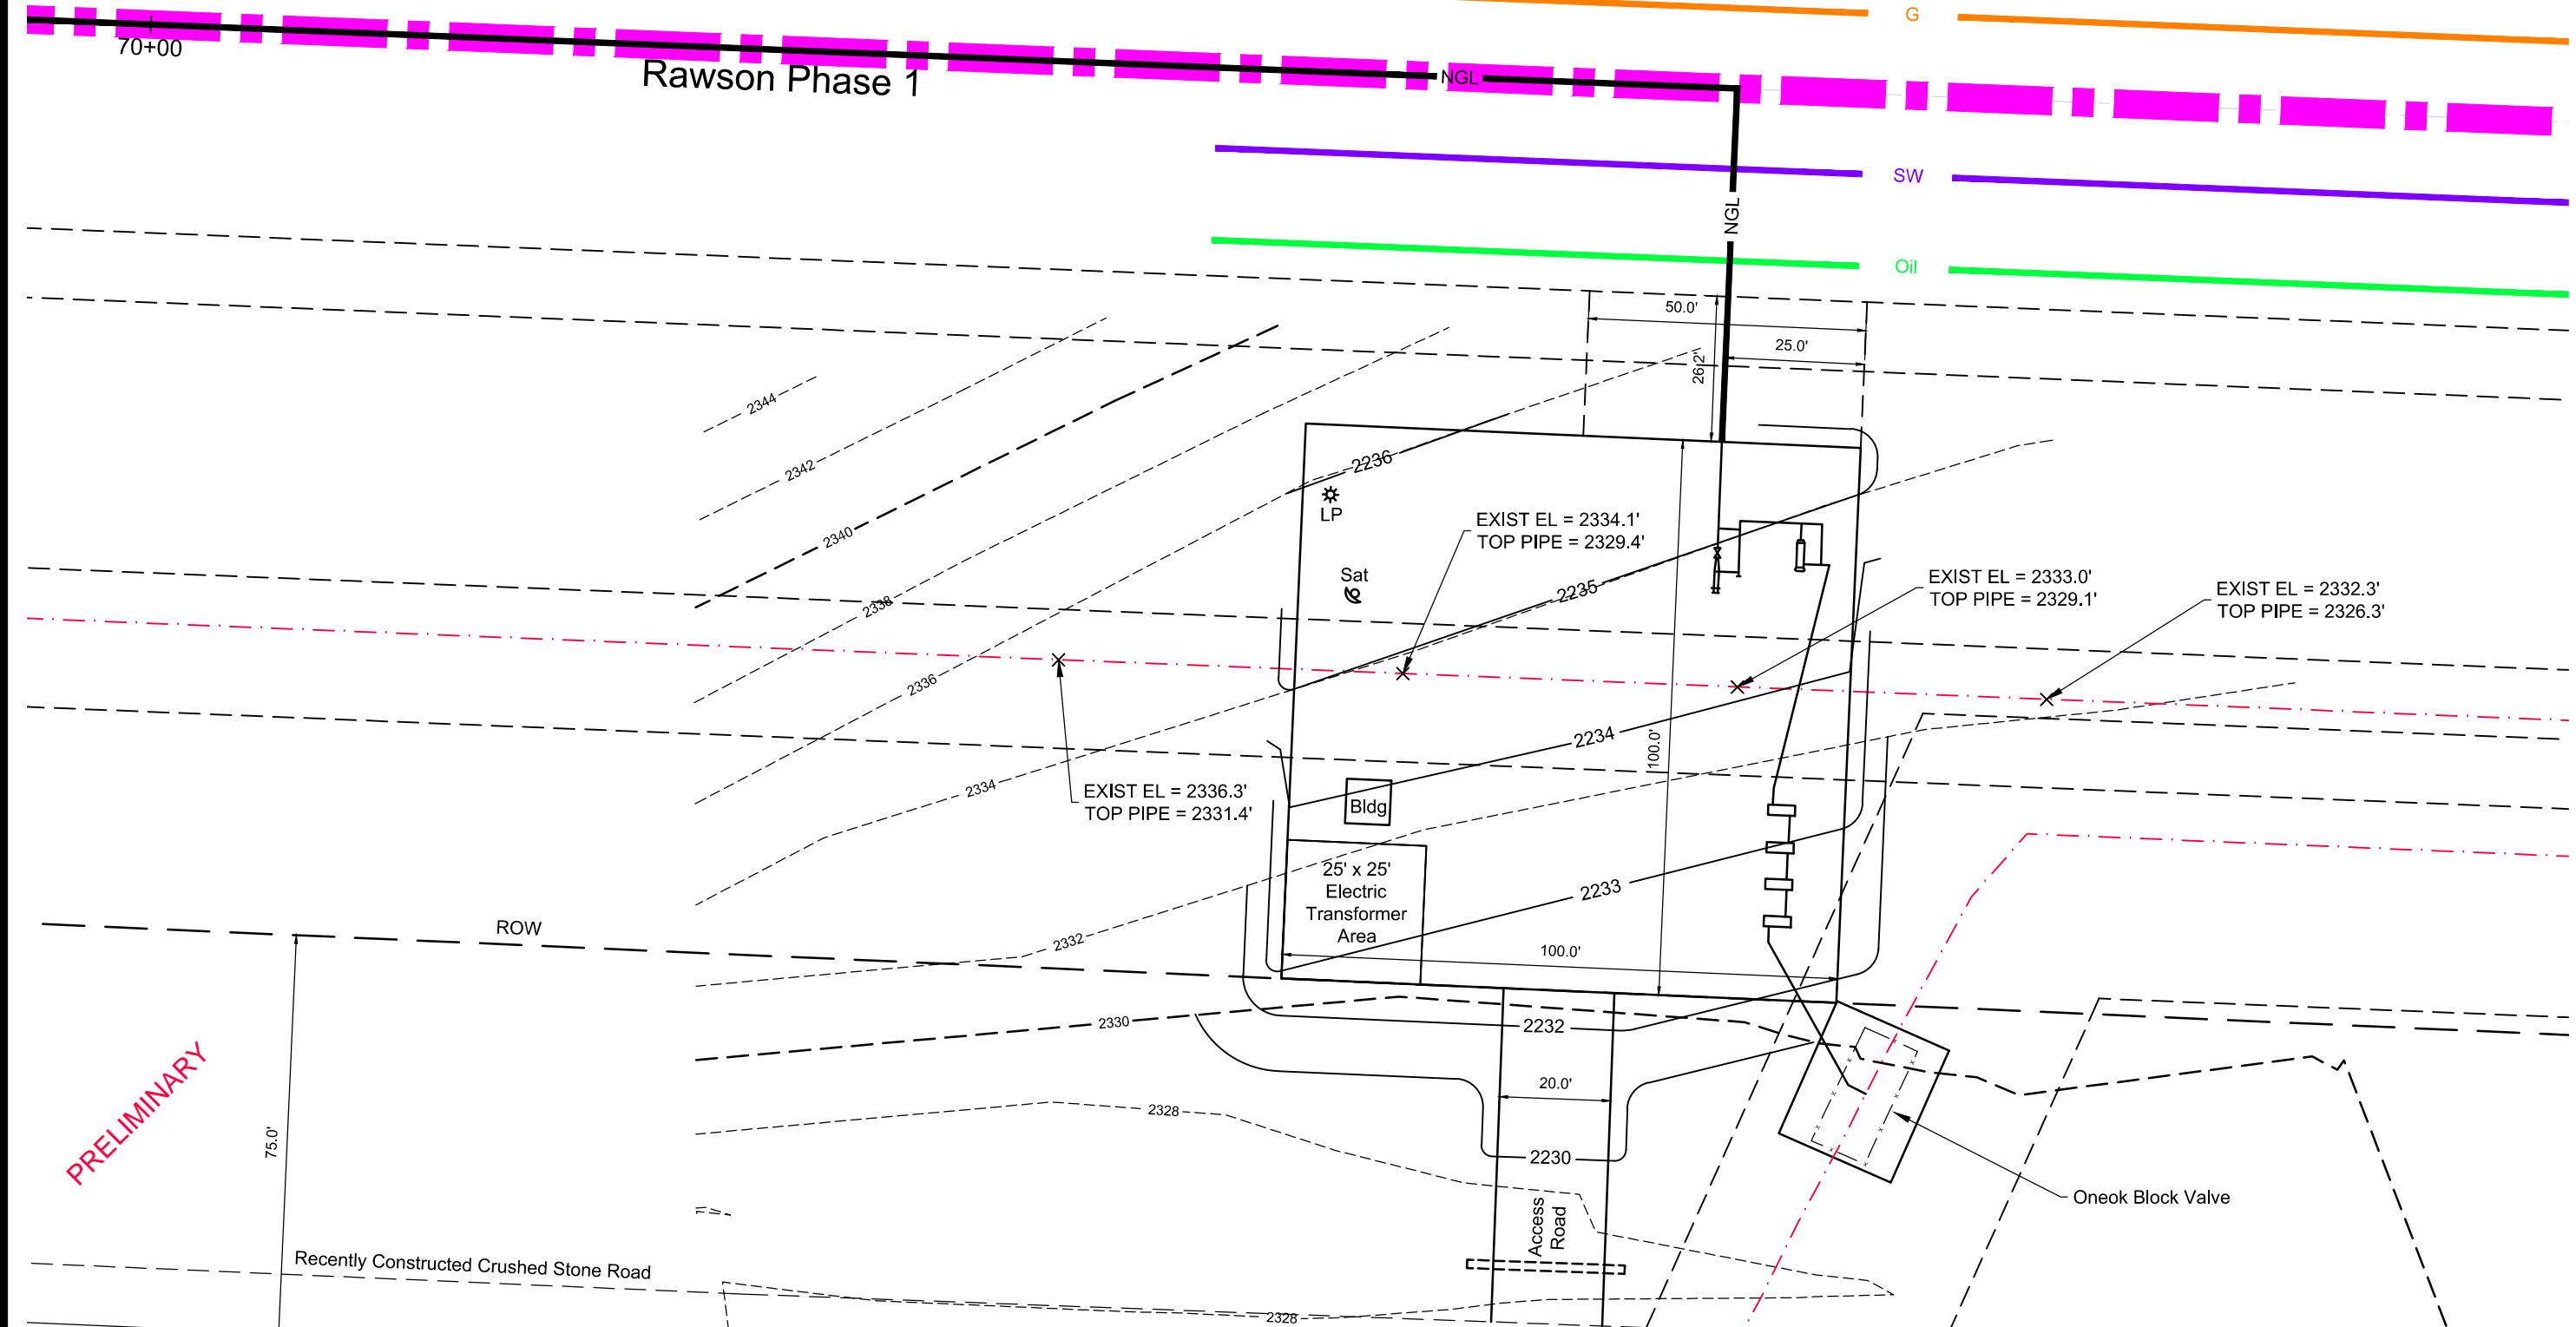 G
70+00
Rawson Phase 1
NGL
SW
NGL
Oil
50.0'
25.0'
26.2'
2344
2342
2340
2338
2336
2334
2332
2330
2328
2328
2236
LP
EXIST EL = 2334.1'
TOP PIPE = 2329.4'
Sat
2235
EXIST EL = 2333.0'
TOP PIPE = 2329.1'
EXIST EL = 2332.3'
TOP PIPE = 2326.3'
2234
100.0'
EXIST EL = 2336.3'
TOP PIPE = 2331.4'
Bldg
25' x 25'
Electric
Transformer
Area
2233
100.0'
ROW
2232
20.0'
2230
PRELIMINARY
75.0'
Access
Road
Oneok Block Valve
Recently Constructed Crushed Stone Road